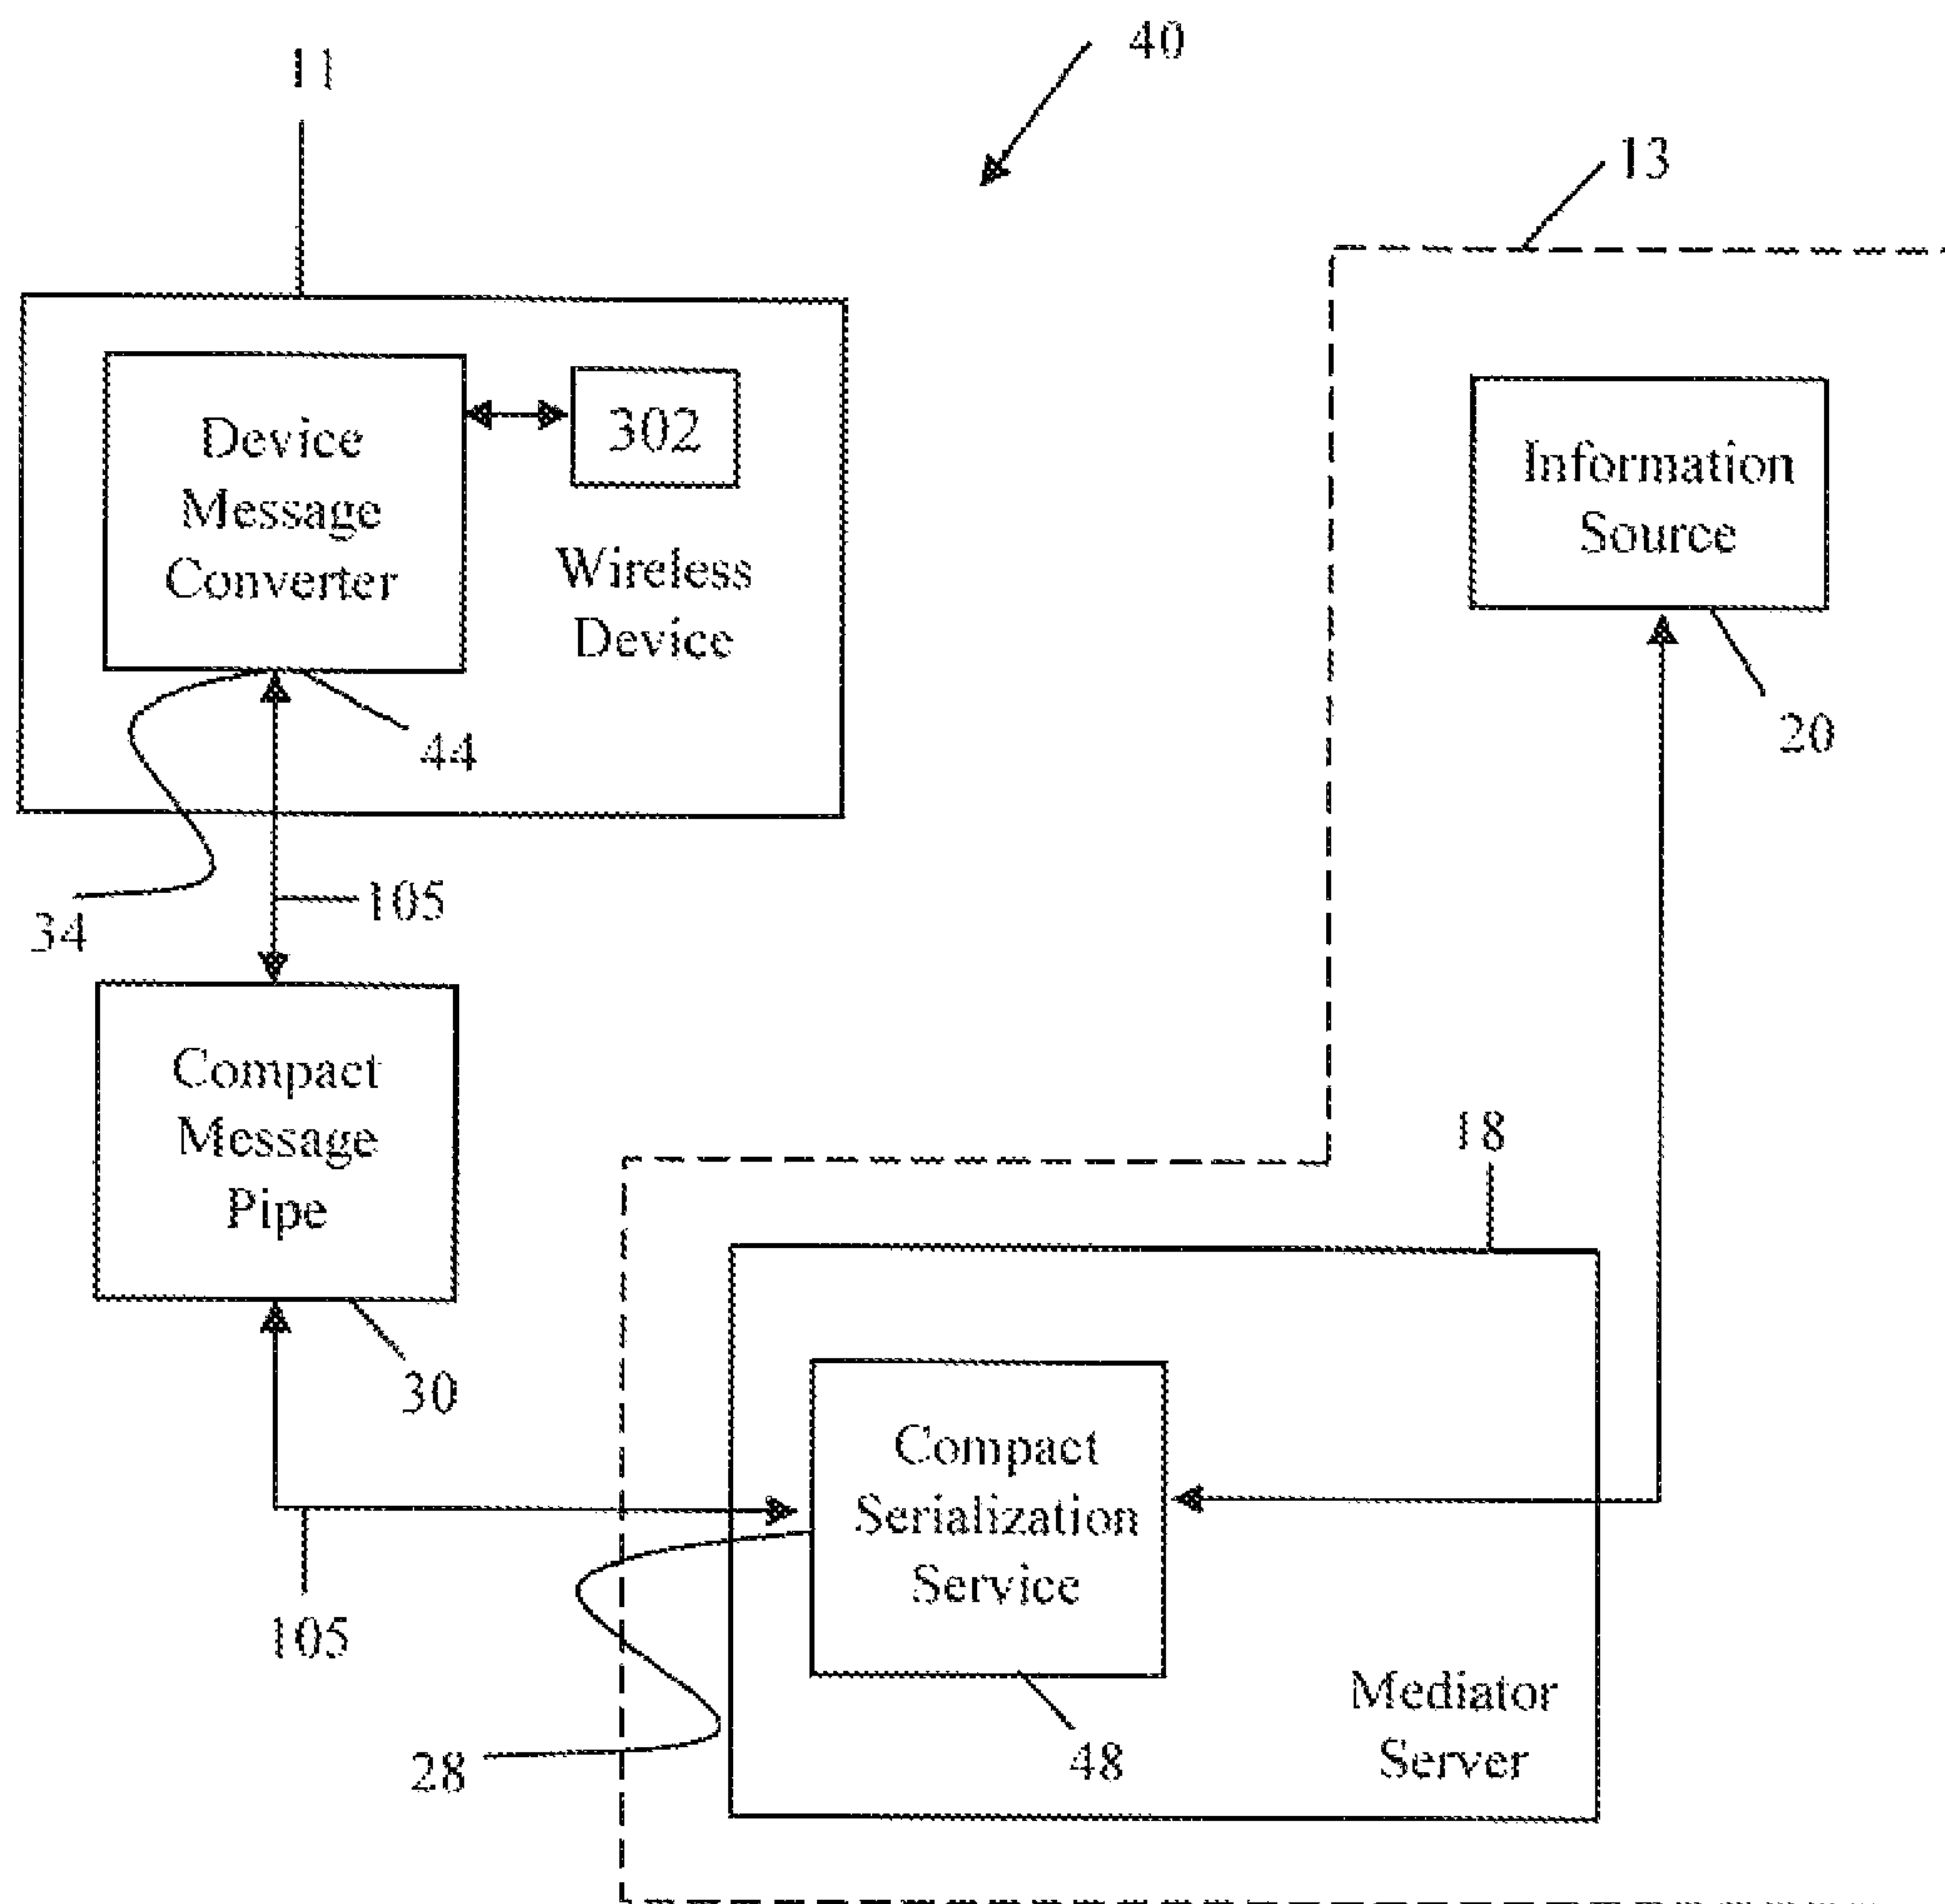 11
40
13
Device
Message
Converter
302
Wireless
Device
Information
Source
44
20
34
105
Compact
Message
Pipe
18
30
Compact
Serialization
Service
105
Mediator
Server
28
48